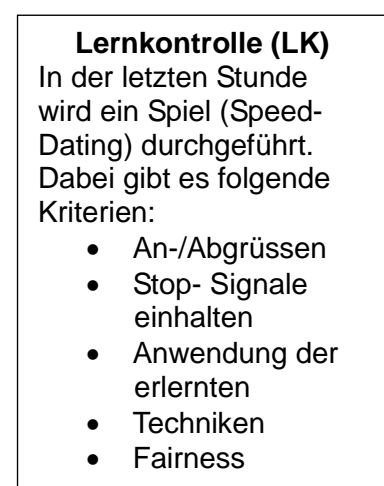 Lernkontrolle (LK)
In der letzten Stunde
wird ein Spiel (Speed-
Dating) durchgeführt.
Dabei gibt es folgende
Kriterien:
• An-/Abgrüssen
• Stop- Signale
einhalten
• Anwendung der
erlernten
• Techniken
• Fairness